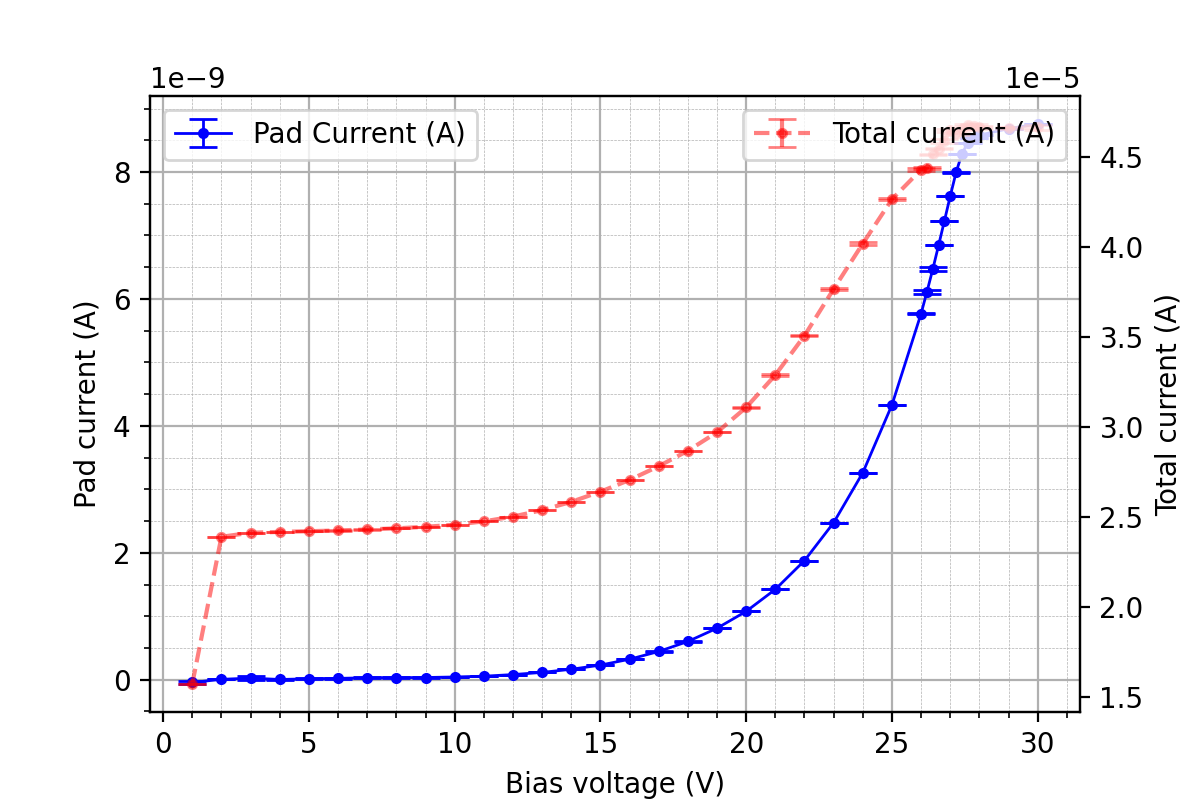 1e−9
1e−5
Pad Current (A)
Total current (A)
8
6
4
2
0
Pad current (A)
4.5
4.0
3.5
3.0
2.5
2.0
1.5
Total current (A)
0 5 10 15 20 25 30
Bias voltage (V)